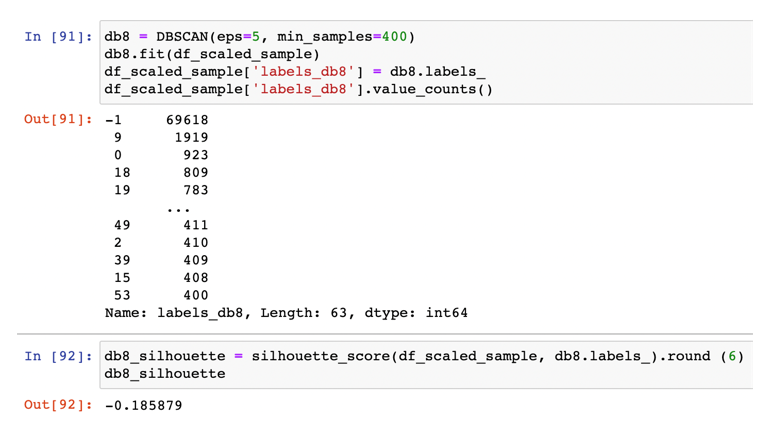 In [91]: db8 = DBSCAN(eps=5, min_samples=400)
db8.fit(df_scaled_sample)
df_scaled_sample['labels_db8'] = db8.labels_
df_scaled_sample['labels_db8'].value_counts()
Out[91]: -1 69618
9 1919
0 923
18 809
19 783
...
49 411
2 410
39 409
15 408
53 400
Name: labels_db8, Length: 63, dtype: int64
In [92]: db8_silhouette = silhouette_score(df_scaled_sample, db8.labels_).round (6)
db8_silhouette
Out[92]: -0.185879